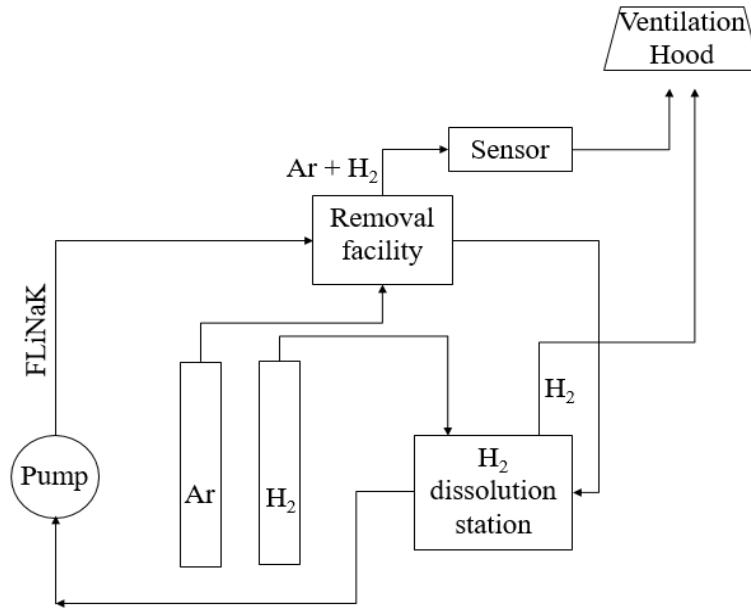 Ventilation
Hood
Sensor
Ar + H₂
Removal
facility
FLiNaK
H₂
Pump
Ar
H₂
H₂
dissolution
station